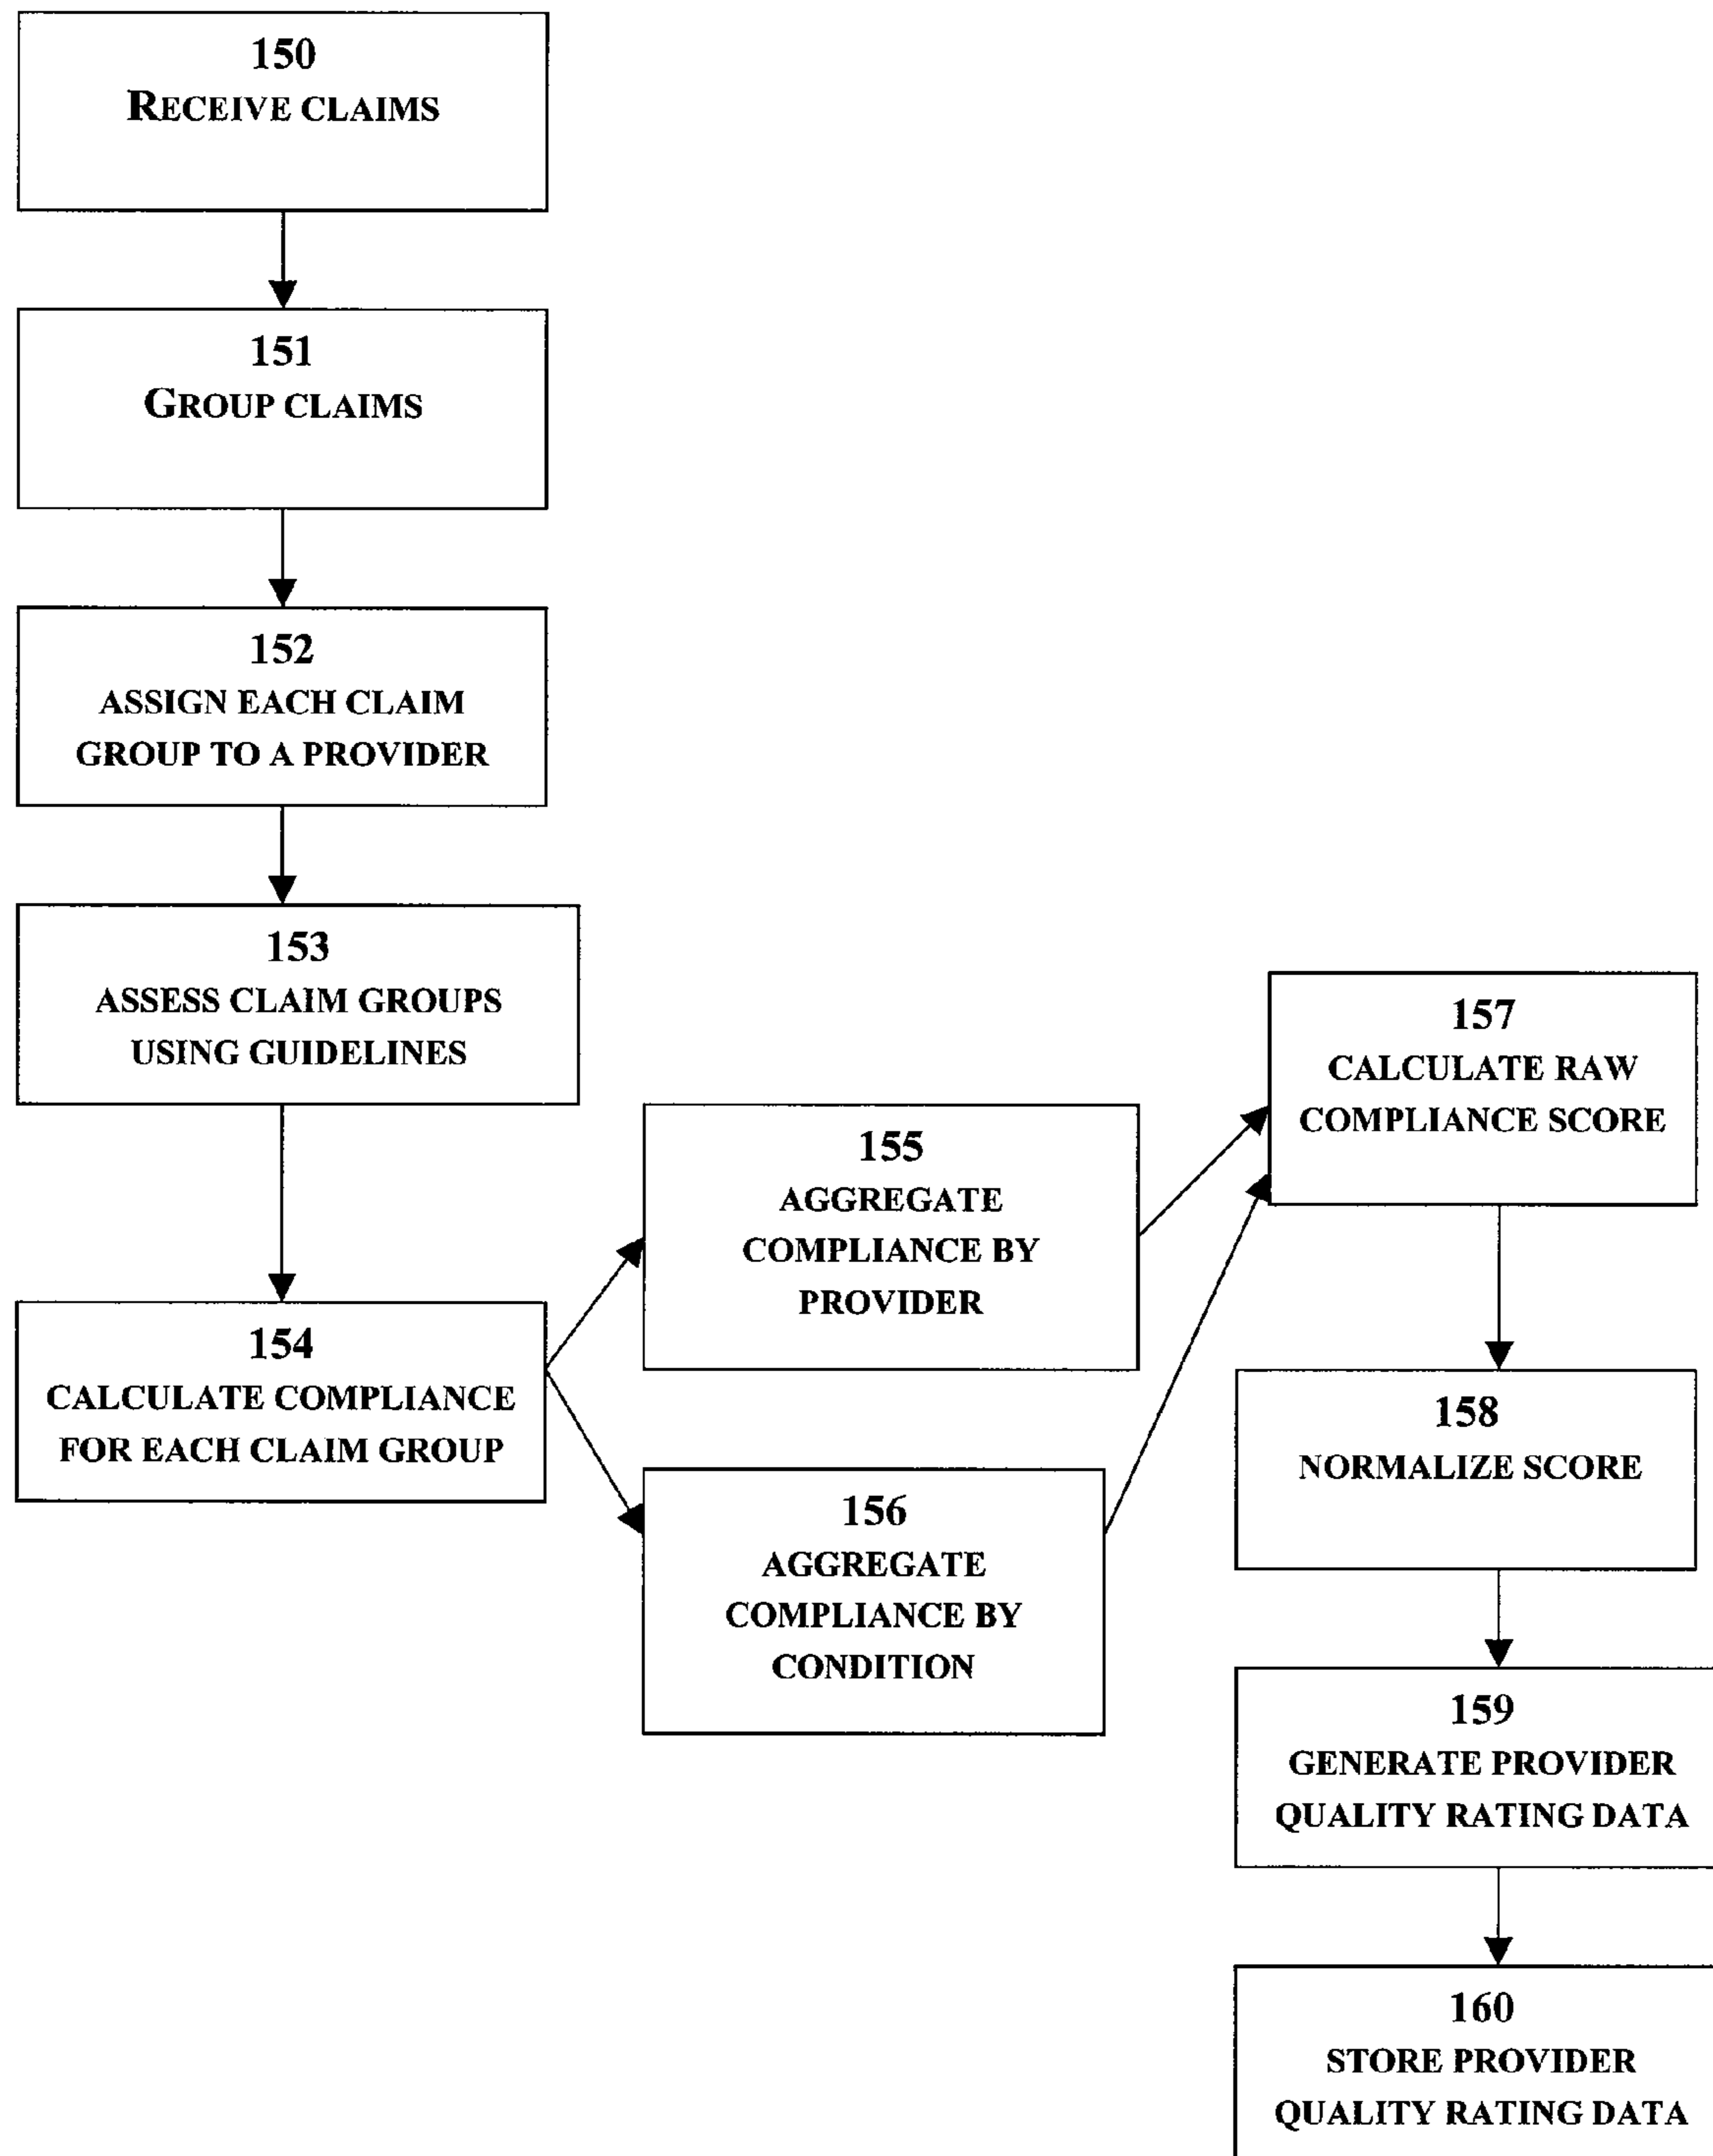 150
RECEIVE CLAIMS
151
GROUP CLAIMS
152
ASSIGN EACH CLAIM
GROUP TO A PROVIDER
153
ASSESS CLAIM GROUPS
USING GUIDELINES
154
CALCULATE COMPLIANCE
FOR EACH CLAIM GROUP
155
AGGREGATE
COMPLIANCE BY
PROVIDER
156
AGGREGATE
COMPLIANCE BY
CONDITION
157
CALCULATE RAW
COMPLIANCE SCORE
158
NORMALIZE SCORE
159
GENERATE PROVIDER
QUALITY RATING DATA
160
STORE PROVIDER
QUALITY RATING DATA